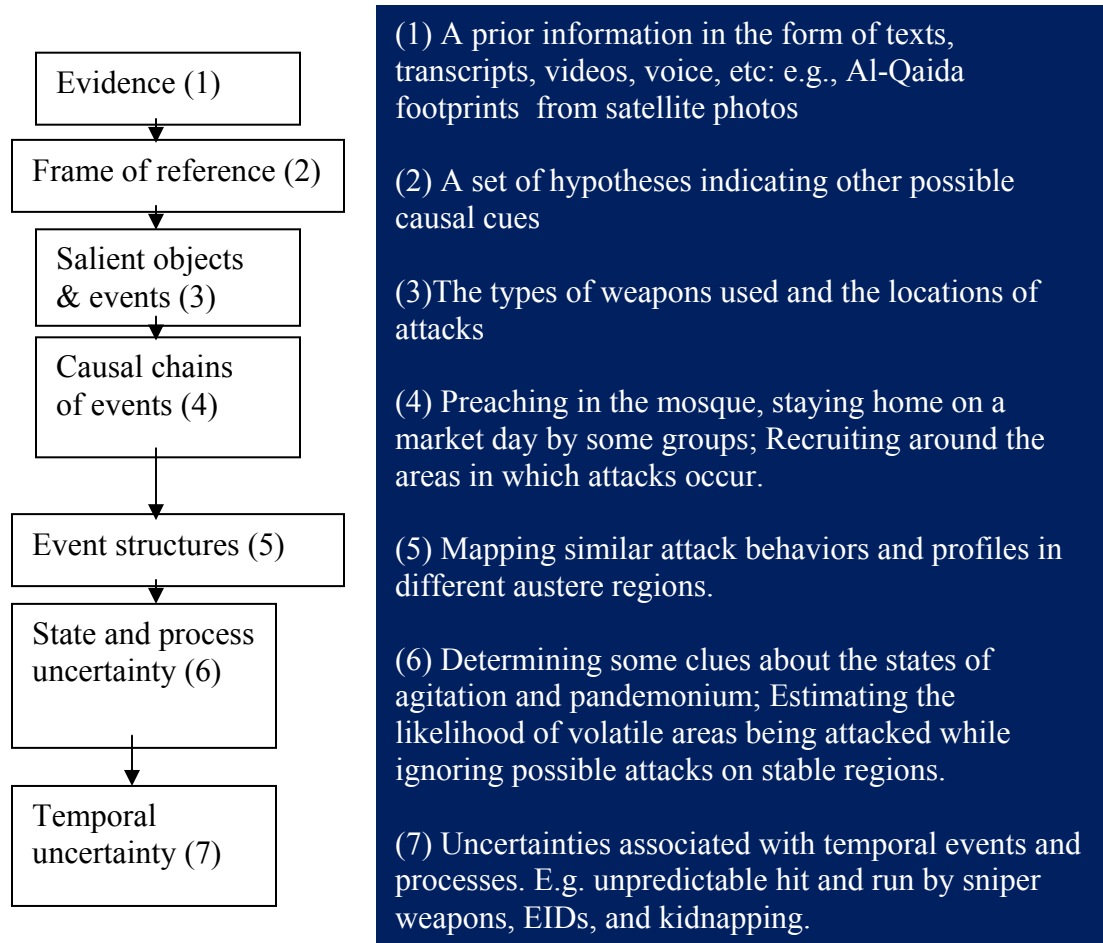 Evidence (1)
Frame of reference (2)
Salient objects
& events (3)
Causal chains
of events (4)
Event structures (5)
State and process
uncertainty (6)
Temporal
uncertainty (7)
(1) A prior information in the form of texts,
transcripts, videos, voice, etc: e.g., Al-Qaida
footprints from satellite photos
(2) A set of hypotheses indicating other possible
causal cues
(3)The types of weapons used and the locations of
attacks
(4) Preaching in the mosque, staying home on a
market day by some groups; Recruiting around the
areas in which attacks occur.
(5) Mapping similar attack behaviors and profiles in
different austere regions.
(6) Determining some clues about the states of
agitation and pandemonium; Estimating the
likelihood of volatile areas being attacked while
ignoring possible attacks on stable regions.
(7) Uncertainties associated with temporal events and
processes. E.g. unpredictable hit and run by sniper
weapons, EIDs, and kidnapping.